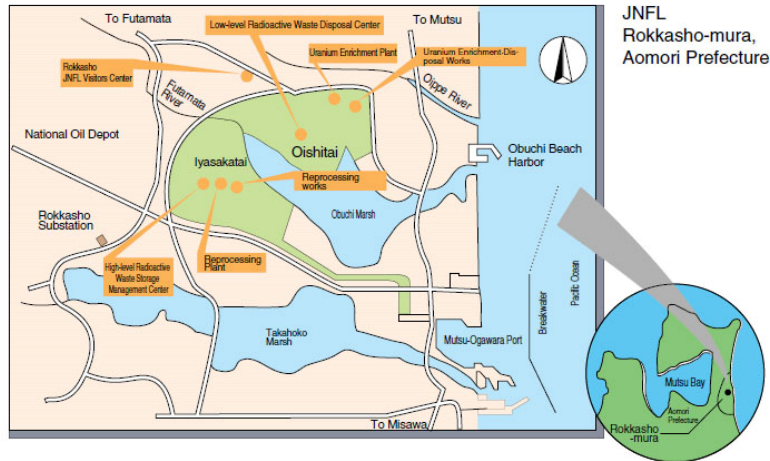 To Futamata
Low-level Radioactive Waste Disposal Center
To Mutsu
JNFL
Rokkasho-mura,
Aomori Prefecture
Uranium Enrichment Plant
Uranium Enrichment-Dis-
posal Works
Rokkasho
JNFL Visitors Center
Futamata
River
Oippe River
National Oil Depot
Obuchi Beach
Harbor
Oishitai
Iyasakatai
Reprocessing
works
Obuchi Marsh
Rokkasho
Substation
High-level Radioactive
Waste Storage
Management Center
Reprocessing
Plant
Takahoko
Marsh
Mutsu-Ogawara Port
Breakwater
Pacific Ocean
To Misawa
Mutsu Bay
Aomori
Prefecture
Rokkasho
-mura